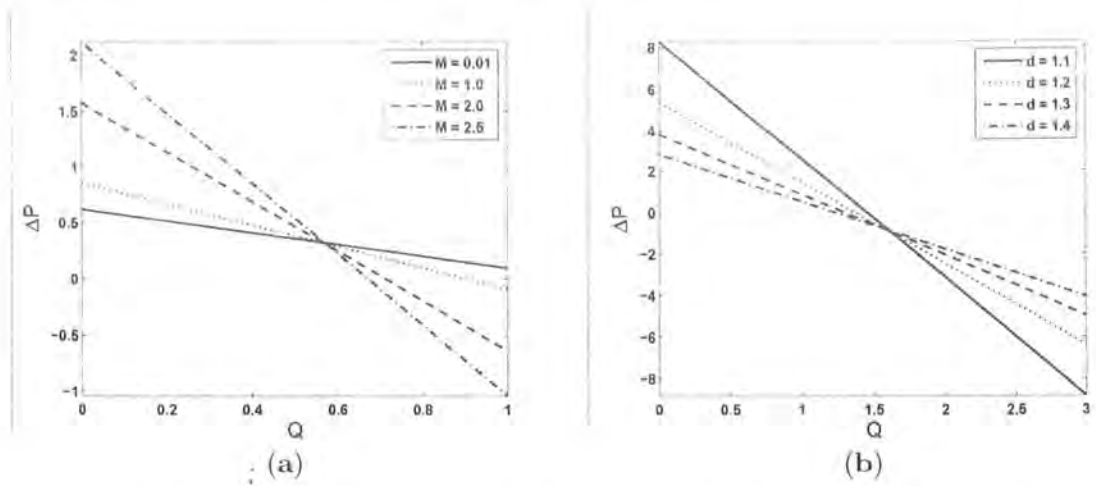 2
1.5
1
0.5
0
−0.5
−1
ΔP
0
0.2
0.4
0.6
0.8
1
Q
M = 0.01
M = 1.0
M = 2.0
M = 2.5
(a)
8
6
4
2
0
−2
−4
−6
−8
ΔP
0
0.5
1
1.5
2
2.5
3
Q
d = 1.1
d = 1.2
d = 1.3
d = 1.4
(b)